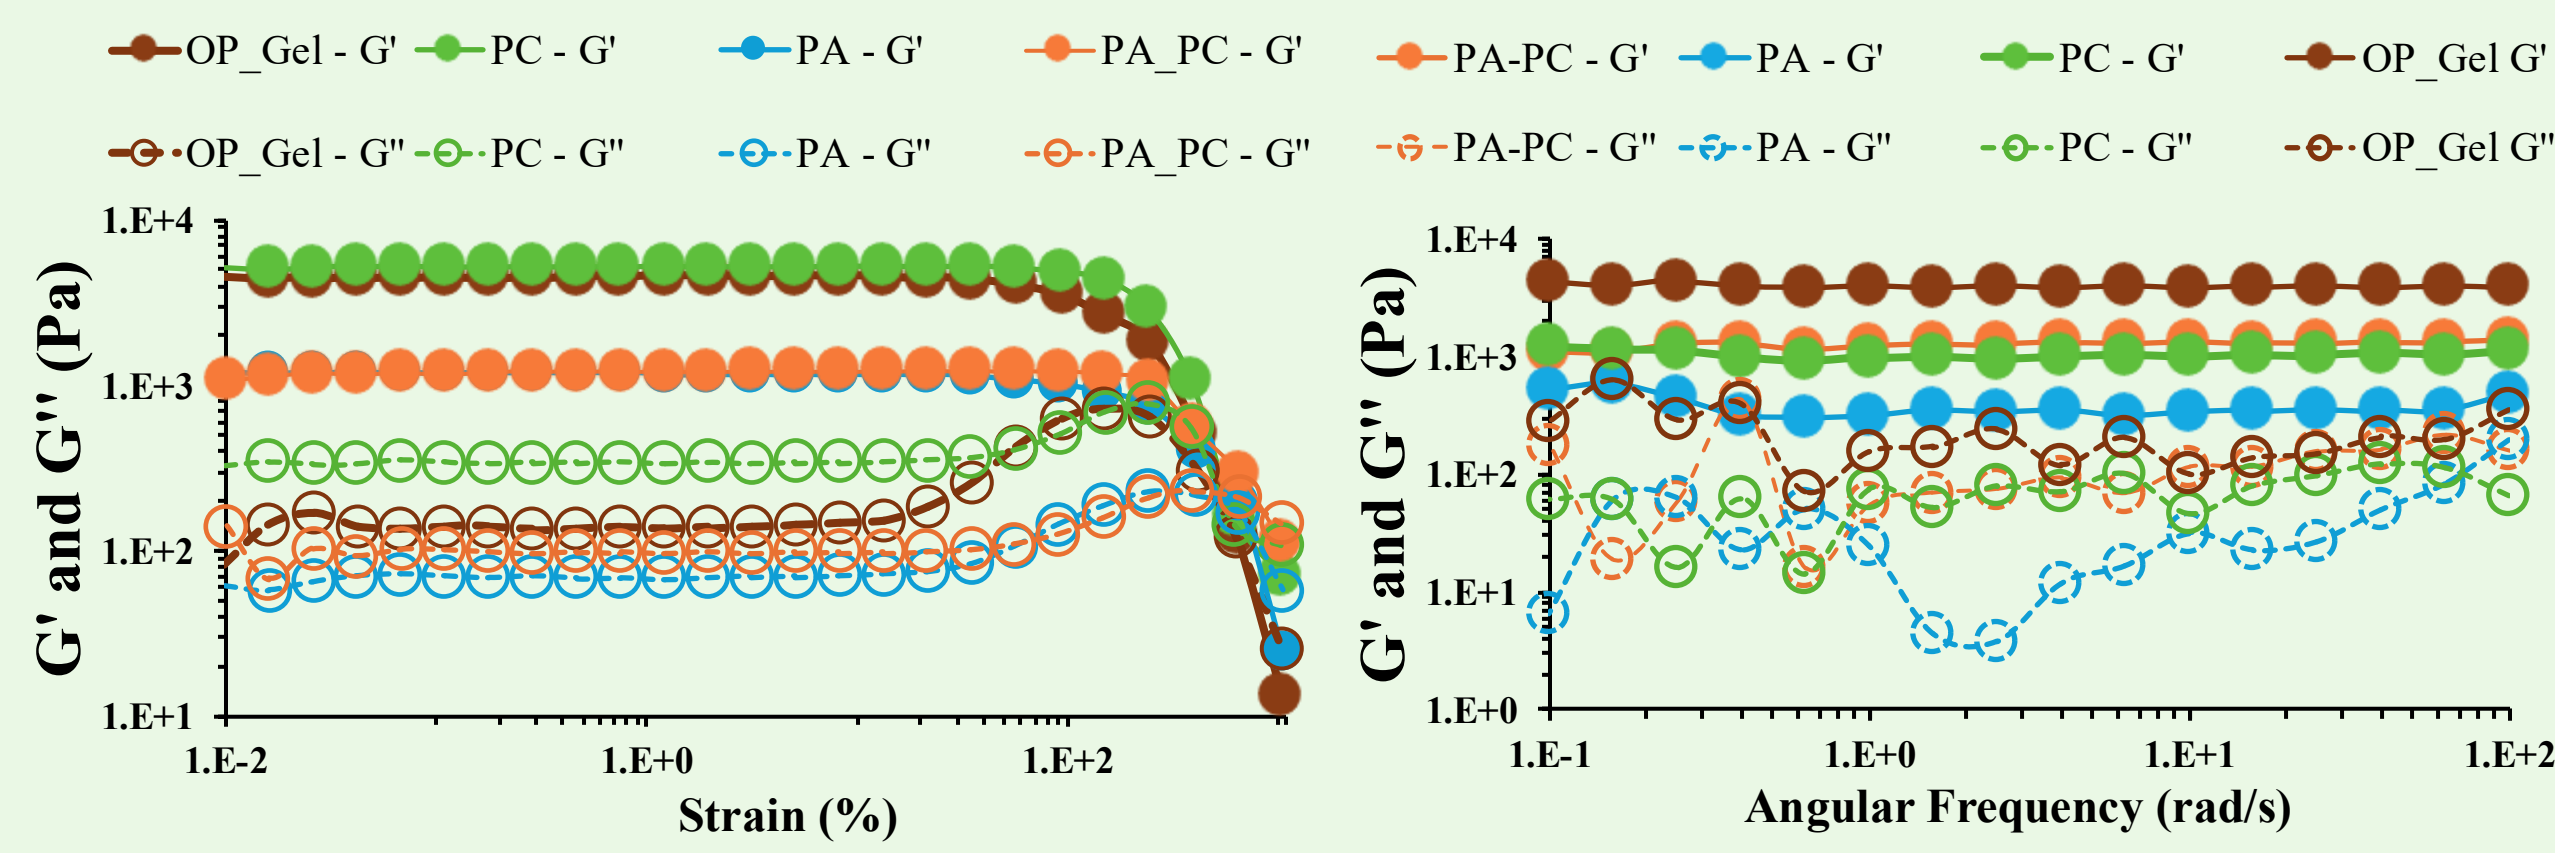 OP_Gel - G' PC - G' PA - G' PA_PC - G'
OP_Gel - G" PC - G" PA - G" PA_PC - G"
1.E+4
1.E+3
1.E+2
1.E+1
G' and G" (Pa)
1.E-2 1.E+0 1.E+2
Strain (%)
PA-PC - G' PA - G' PC - G' OP_Gel G'
PA-PC - G" PA - G" PC - G" OP_Gel G"
1.E+4
1.E+3
1.E+2
1.E+1
1.E+0
G' and G" (Pa)
1.E-1 1.E+0 1.E+1 1.E+2
Angular Frequency (rad/s)